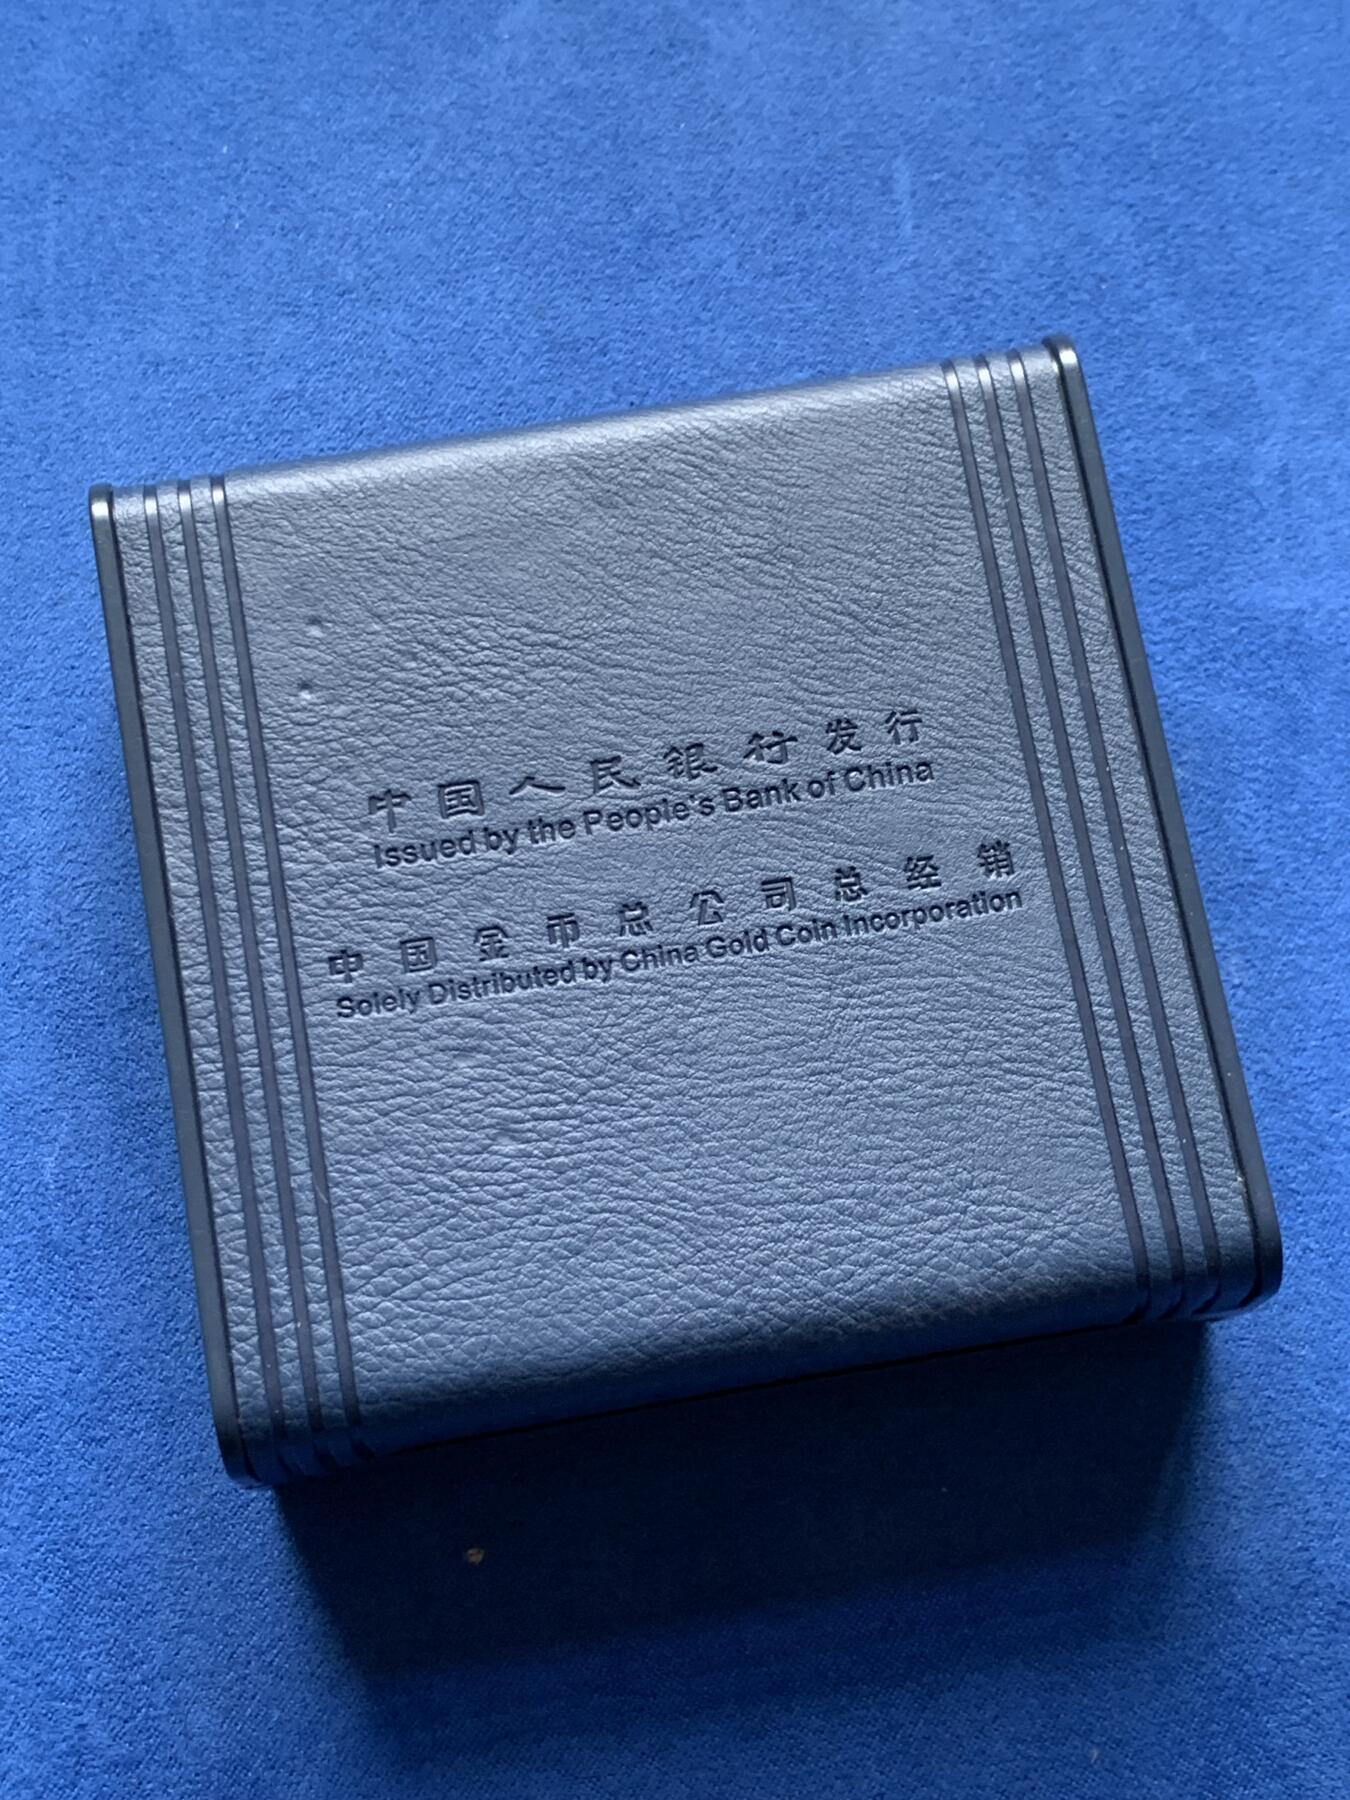 中国人民银行发行
Issued by the People's Bank of China
中国金币总公司总经销
Solely Distributed by China Gold Coin Incorporation